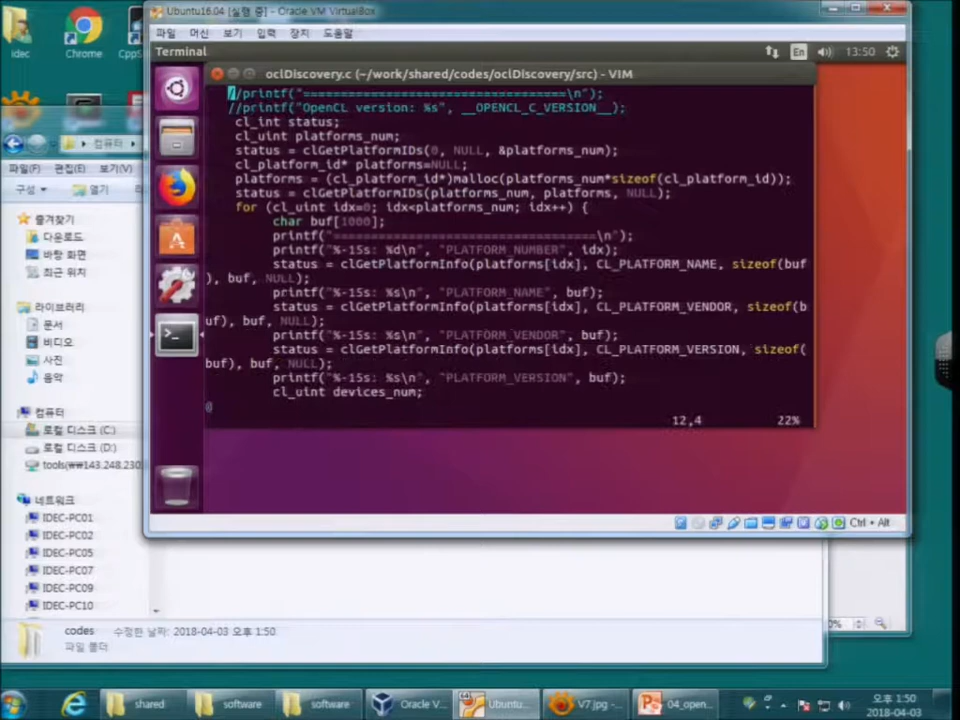 Ubuntu16.04 [실행 중] - Oracle VM VirtualBox
파일 머신 보기 입력 장치 도움말
idec
Chrome
CppS
Terminal
En
13:50
oclDiscovery.c (~/work/shared/codes/oclDiscovery/src) - VIM
//printf("=====================================\n");
//printf("OpenCL version: %s", __OPENCL_C_VERSION__);
cl_int status;
cl_uint platforms_num;
status = clGetPlatformIDs(0, NULL, &platforms_num);
cl_platform_id* platforms=NULL;
platforms = (cl_platform_id*)malloc(platforms_num*sizeof(cl_platform_id));
status = clGetPlatformIDs(platforms_num, platforms, NULL);
for (cl_uint idx=0; idx<platforms_num; idx++) {
char buf[1000];
printf("=====================================\n");
printf("%-15s: %d\n", "PLATFORM_NUMBER", idx);
status = clGetPlatformInfo(platforms[idx], CL_PLATFORM_NAME, sizeof(buf
), buf, NULL);
printf("%-15s: %s\n", "PLATFORM_NAME", buf);
status = clGetPlatformInfo(platforms[idx], CL_PLATFORM_VENDOR, sizeof(b
uf), buf, NULL);
printf("%-15s: %s\n", "PLATFORM_VENDOR", buf);
status = clGetPlatformInfo(platforms[idx], CL_PLATFORM_VERSION, sizeof(
buf), buf, NULL);
printf("%-15s: %s\n", "PLATFORM_VERSION", buf);
cl_uint devices_num;
@
12,4
22%
Ctrl + Alt
컴퓨터
파일(F) 편집(E) 보기(V)
구성 열기
즐겨찾기
다운로드
바탕 화면
최근 위치
라이브러리
문서
비디오
사진
음악
컴퓨터
로컬 디스크 (C:)
로컬 디스크 (D:)
tools(₩₩143.248.230
네트워크
IDEC-PC01
IDEC-PC02
IDEC-PC05
IDEC-PC07
IDEC-PC09
IDEC-PC10
codes 수정한 날짜: 2018-04-03 오후 1:50
파일 폴더
0%
shared
software
software
Oracle V...
Ubuntu...
V7.jpg -...
04_open...
오후 1:50
2018-04-03